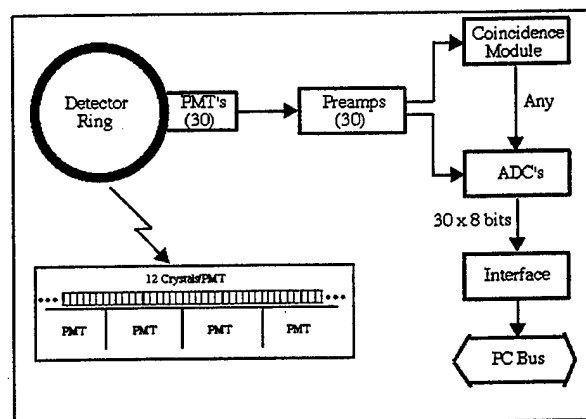 Detector
Ring
PMT's
(30)
Preamps
(30)
Coincidence
Module
Any
ADC's
30 x 8 bits
Interface
PC Bus
12 Crystals/PMT
PMT PMT PMT PMT